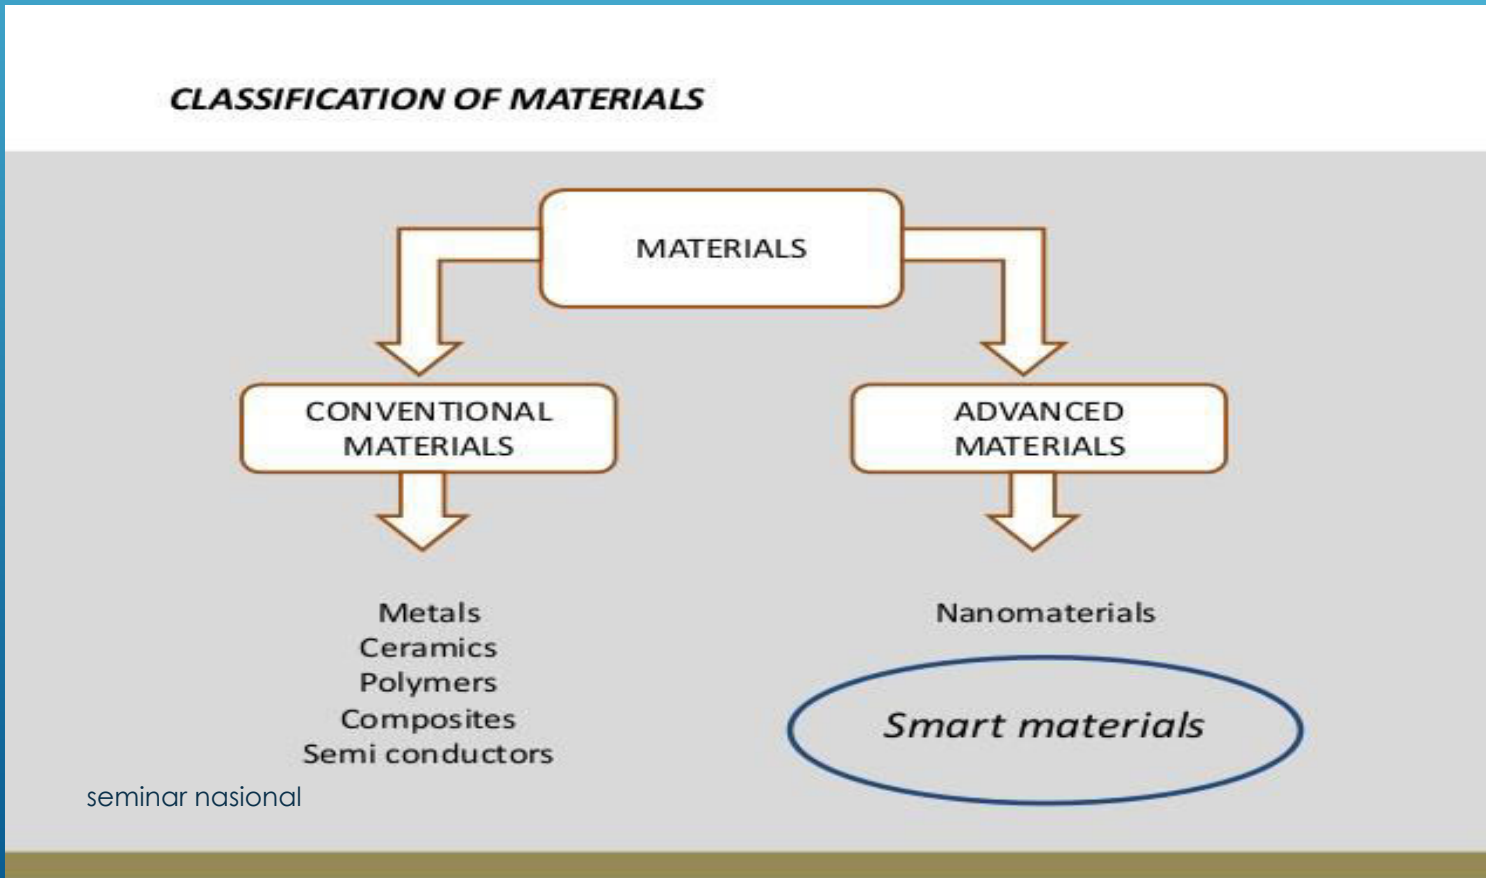 CLASSIFICATION OF MATERIALS
MATERIALS
CONVENTIONAL
MATERIALS
ADVANCED
MATERIALS
Metals
Ceramics
Polymers
Composites
Semi conductors
Nanomaterials
Smart materials
seminar nasional